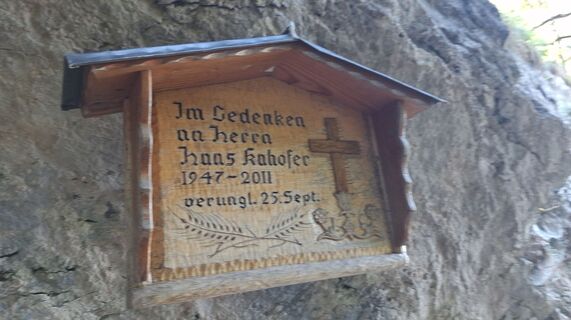 Im Gedenken
an Herrn
Hans Kahofer
1947-2011
verungl. 25. Sept.